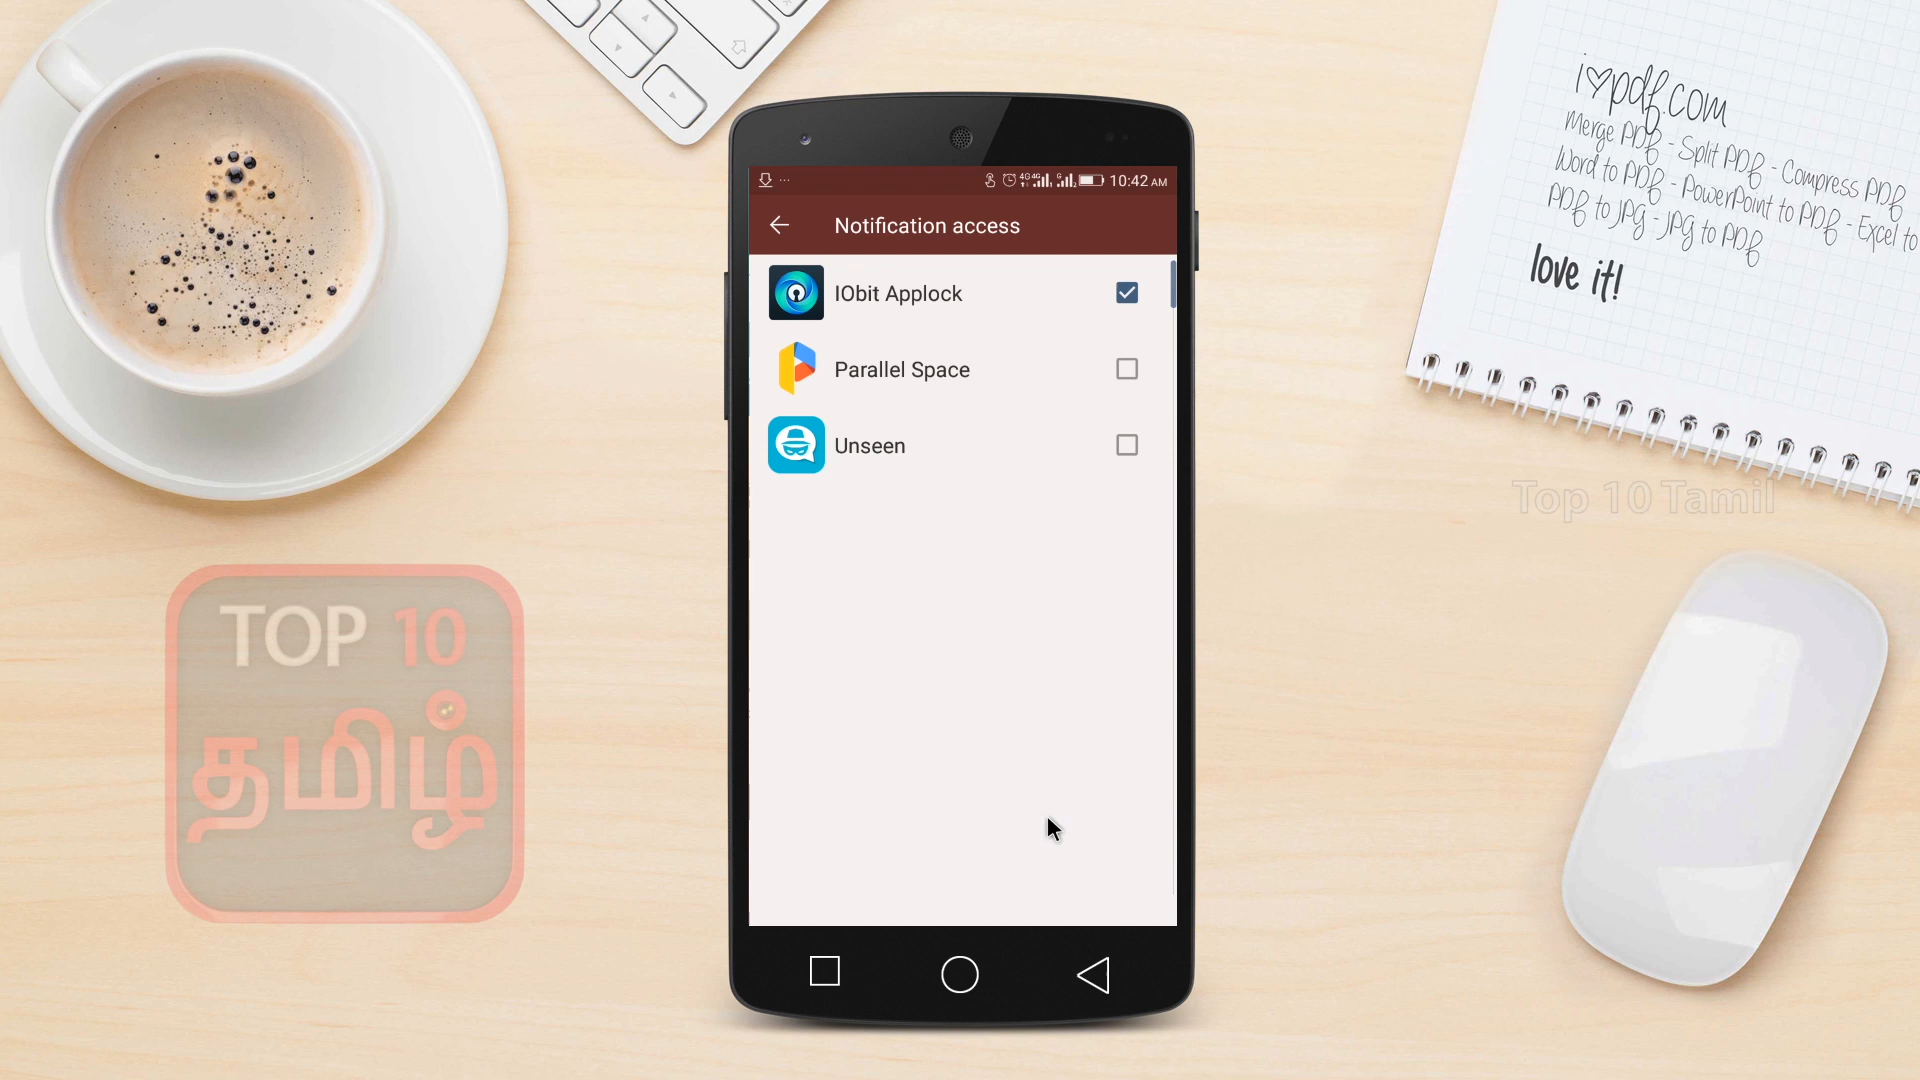 i♡pdf.com
Merge PDF - Split PDF - Compress PDF
Word to PDF - PowerPoint to PDF - Excel to
PDF to JPG - JPG to PDF
love it!
10:42 AM
Notification access
IObit Applock
Parallel Space
Unseen
Top 10 Tamil
TOP 10
தமிழ்